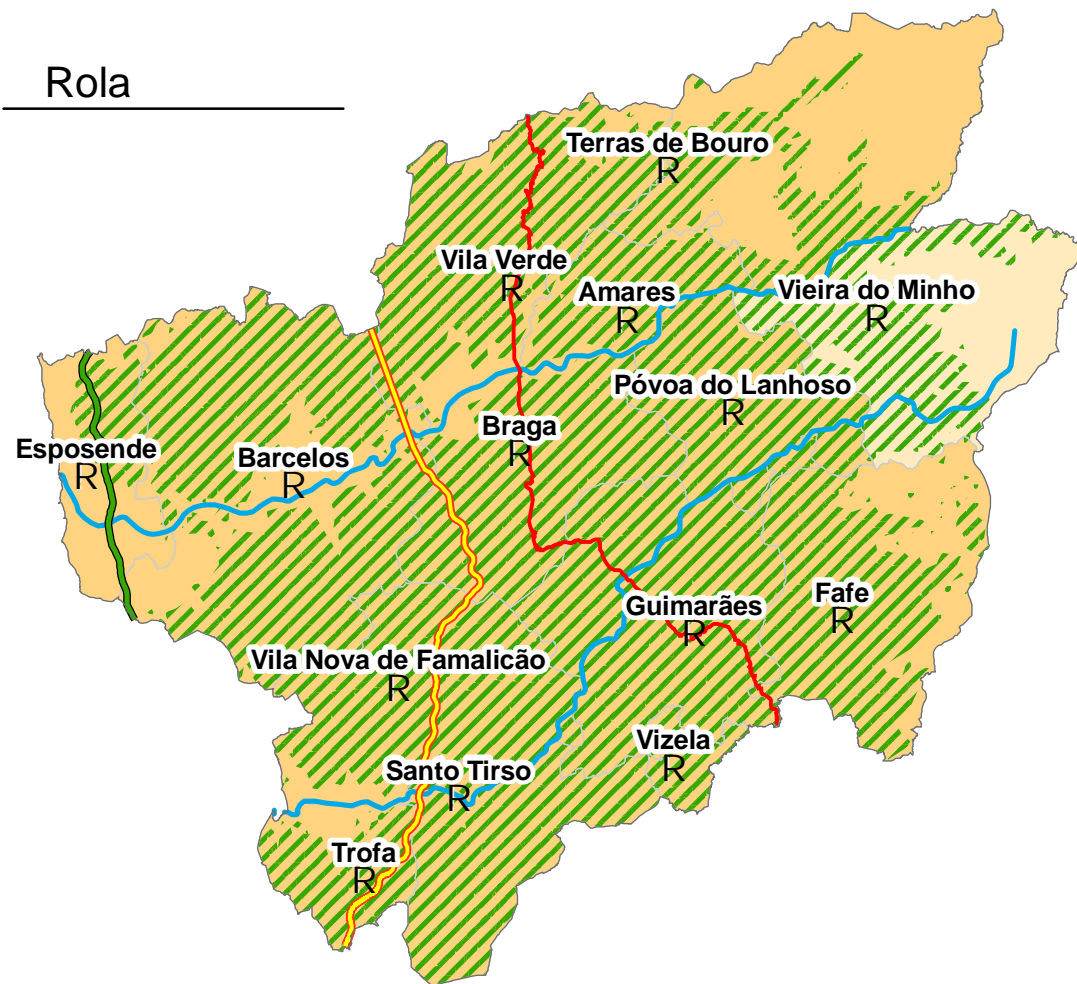 Rola
Terras de Bouro
R
Vila Verde
R
Amares
R
Vieira do Minho
R
Póvoa do Lanhoso
R
Braga
R
Esposende
R
Barcelos
R
Guimarães
R
Fafe
R
Vila Nova de Famalicão
R
Vizela
R
Santo Tirso
R
Trofa
R